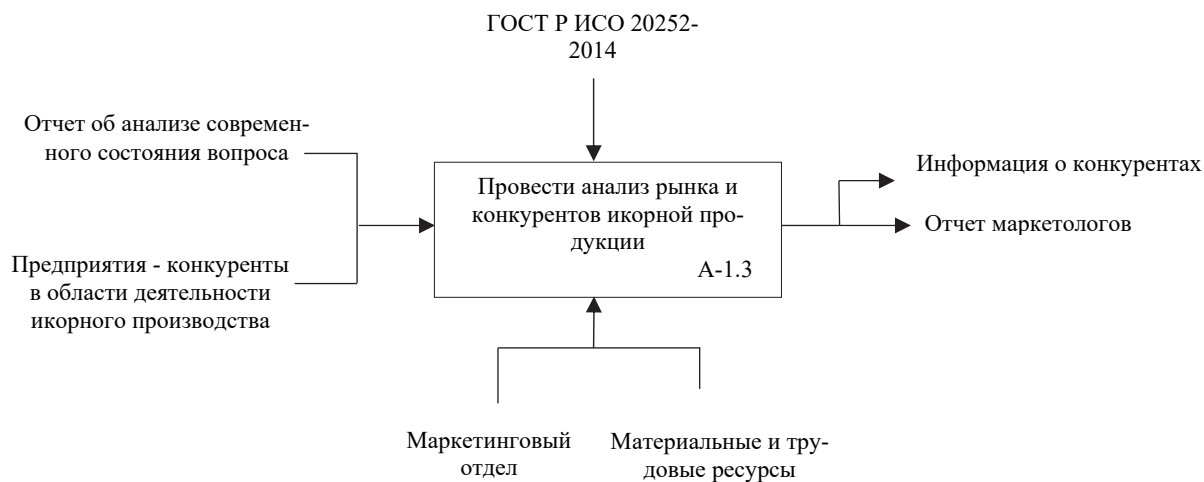 ГОСТ Р ИСО 20252-
2014
Отчет об анализе современ-
ного состояния вопроса
Предприятия - конкуренты
в области деятельности
икорного производства
Провести анализ рынка и
конкурентов икорной про-
дукции
А-1.3
Информация о конкурентах
Отчет маркетологов
Маркетинговый
отдел
Материальные и тру-
довые ресурсы